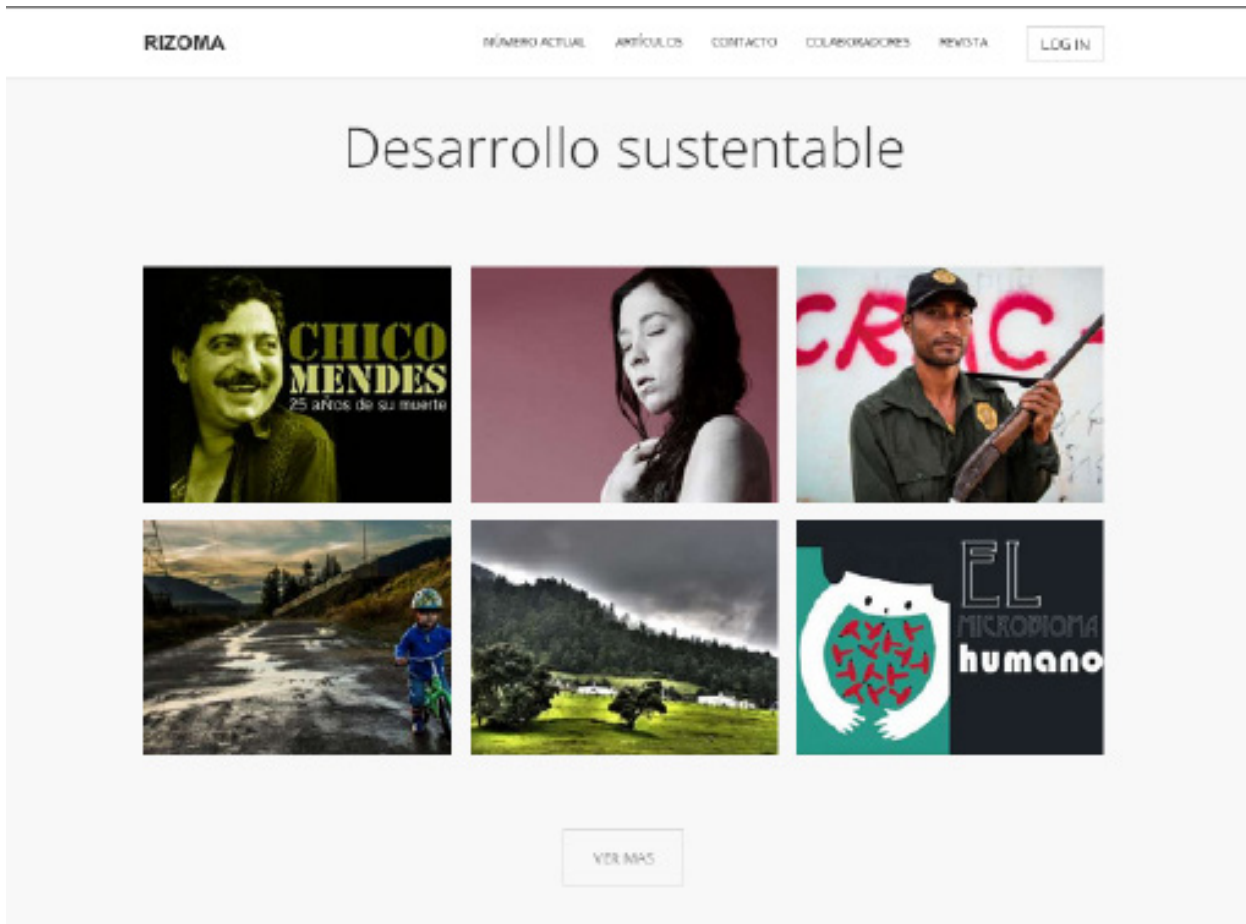 RIZOMA
NÚMERO ACTUAL ARTÍCULOS CONTACTO COLABORADORES REVISTA LOG IN
Desarrollo sustentable
CHICO
MENDES
25 aÑos de su muerte
CRAC-
EL
MICROBIOMA
humano
VER MAS